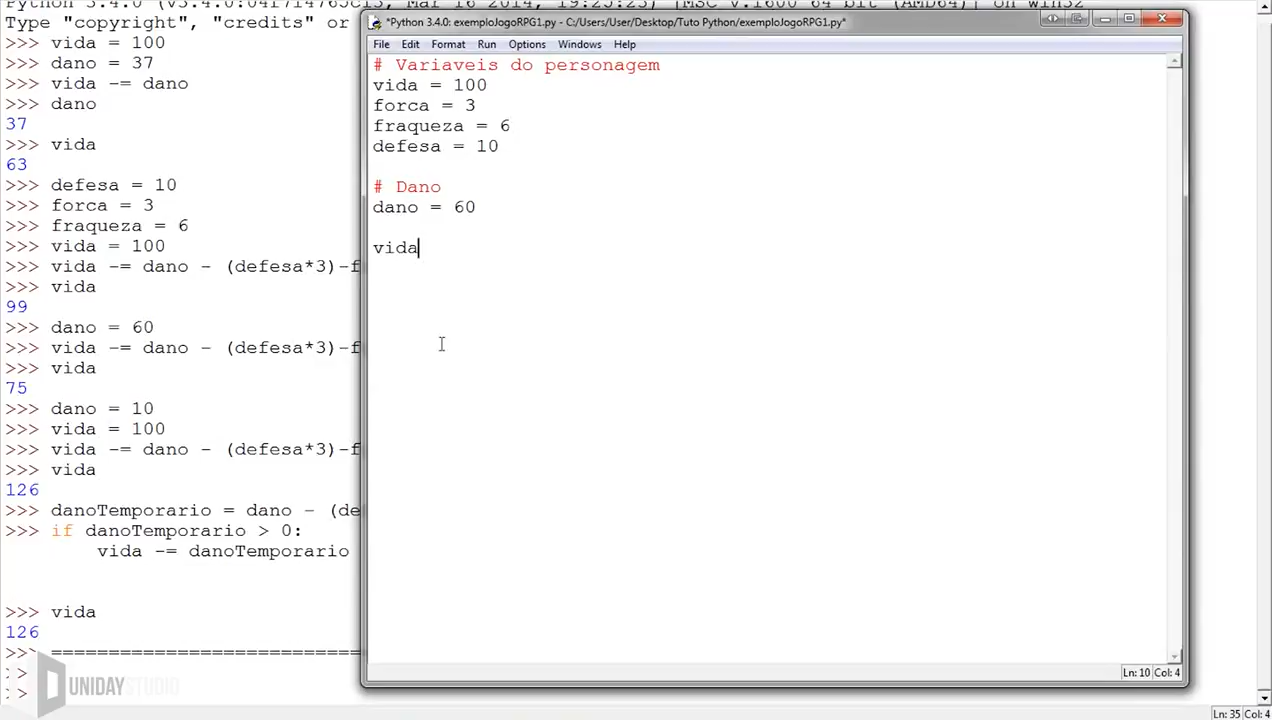 Python 3.4.0 (v3.4.0:04f714765c13, Mar 16 2014, 19:25:23) [MSC v.1600 64 bit (AMD64)] on win32
Type "copyright", "credits" or
>>> vida = 100
>>> dano = 37
>>> vida -= dano
>>> dano
37
>>> vida
63
>>> defesa = 10
>>> forca = 3
>>> fraqueza = 6
>>> vida = 100
>>> vida -= dano - (defesa*3)-f
>>> vida
99
>>> dano = 60
>>> vida -= dano - (defesa*3)-f
>>> vida
75
>>> dano = 10
>>> vida = 100
>>> vida -= dano - (defesa*3)-f
>>> vida
126
>>> danoTemporario = dano - (de
>>> if danoTemporario > 0:
vida -= danoTemporario
>>> vida
126
>>> ===========================
>
>
UNIDAYSTUDIO
Ln: 35 Col: 4
*Python 3.4.0: exemploJogoRPG1.py - C:/Users/User/Desktop/Tuto Python/exemploJogoRPG1.py*
File Edit Format Run Options Windows Help
# Variaveis do personagem
vida = 100
forca = 3
fraqueza = 6
defesa = 10
# Dano
dano = 60
vida
Ln: 10 Col: 4